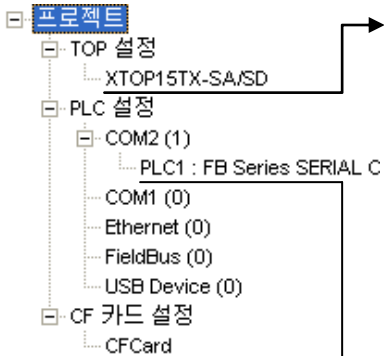 프로젝트
TOP 설정
XTOP15TX-SA/SD
PLC 설정
COM2 (1)
PLC1 : FB Series SERIAL
COM1 (0)
Ethernet (0)
FieldBus (0)
USB Device (0)
CF 카드 설정
CFCard